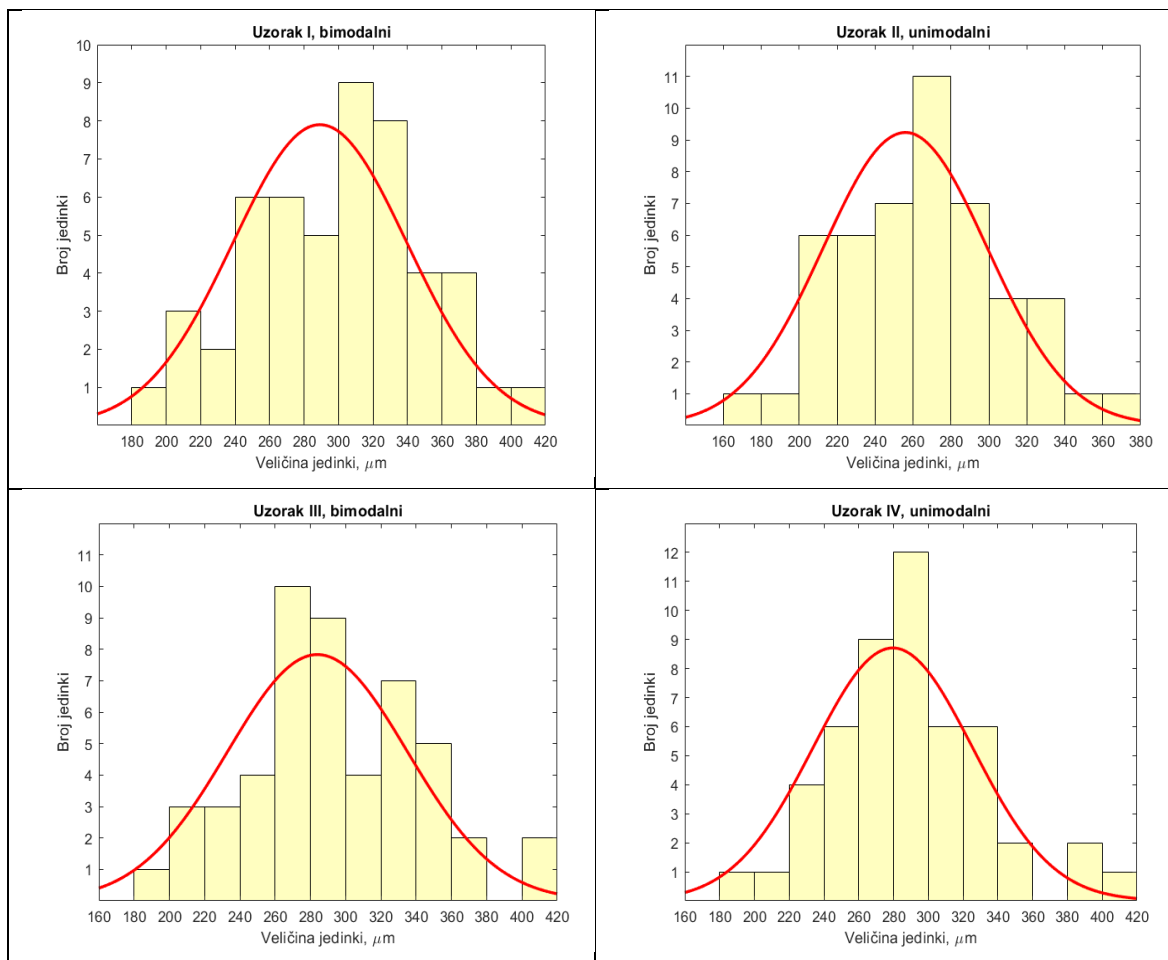 Uzorak I, bimodalni
10
9
8
7
6
5
4
3
2
1
Broj jedinki
180 200 220 240 260 280 300 320 340 360 380 400 420
Veličina jedinki, μm
Uzorak II, unimodalni
11
10
9
8
7
6
5
4
3
2
1
Broj jedinki
160 180 200 220 240 260 280 300 320 340 360 380
Veličina jedinki, μm
Uzorak III, bimodalni
11
10
9
8
7
6
5
4
3
2
1
Broj jedinki
160 180 200 220 240 260 280 300 320 340 360 380 400 420
Veličina jedinki, μm
Uzorak IV, unimodalni
12
11
10
9
8
7
6
5
4
3
2
1
Broj jedinki
160 180 200 220 240 260 280 300 320 340 360 380 400 420
Veličina jedinki, μm